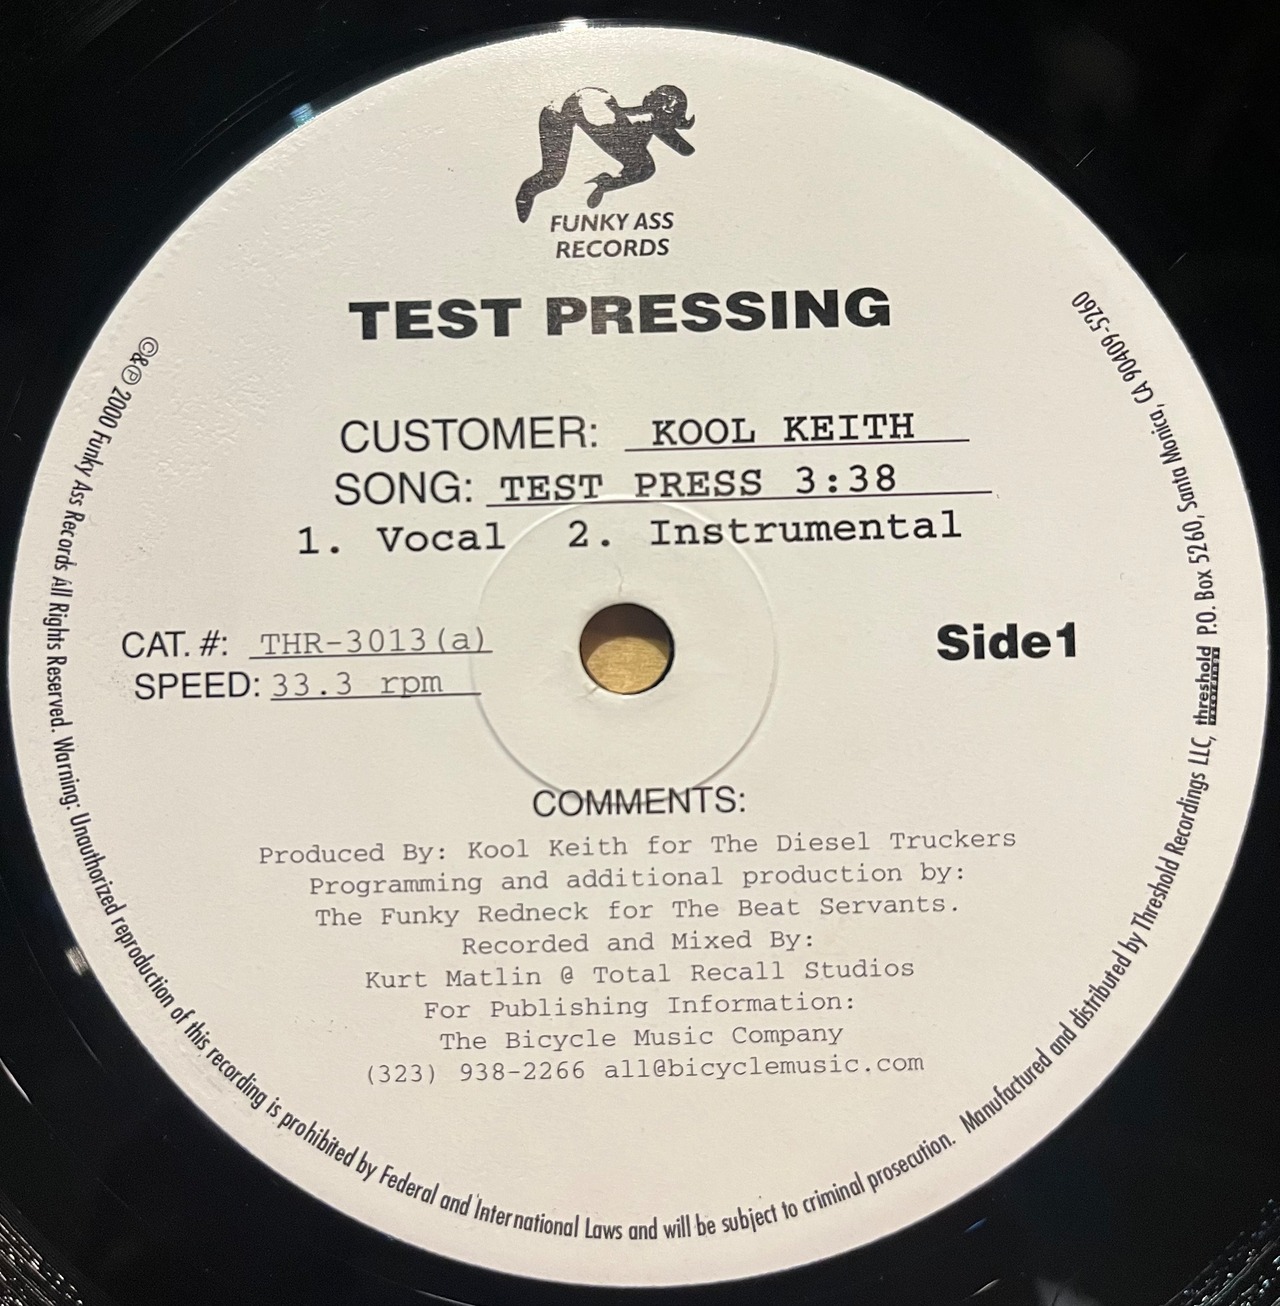 FUNKY ASS
RECORDS
TEST PRESSING
CUSTOMER: KOOL KEITH
SONG: TEST PRESS 3:38
1. Vocal 2. Instrumental
CAT. #: THR-3013(a)
SPEED: 33.3 rpm
Side1
COMMENTS:
Produced By: Kool Keith for The Diesel Truckers
Programming and additional production by:
The Funky Redneck for The Beat Servants.
Recorded and Mixed By:
Kurt Matlin @ Total Recall Studios
For Publishing Information:
The Bicycle Music Company
(323) 938-2266 all@bicyclemusic.com
©&℗ 2000 Funky Ass Records All Rights Reserved. Warning: Unauthorized reproduction of this recording is prohibited by Federal and International Laws and will be subject to criminal prosecution. Manufactured and distributed by Threshold Recordings LLC, threshold P.O. Box 5260, Santa Monica, CA 90409-5260